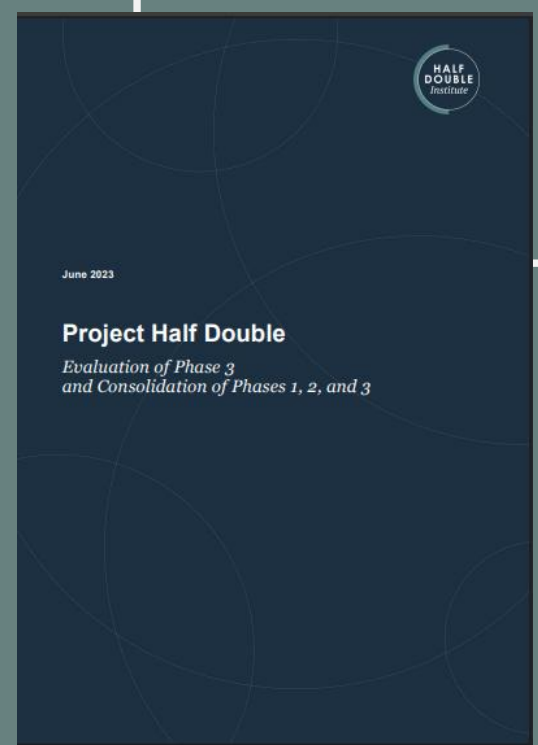 HALF
DOUBLE
Institute
June 2023
Project Half Double
Evaluation of Phase 3
and Consolidation of Phases 1, 2, and 3